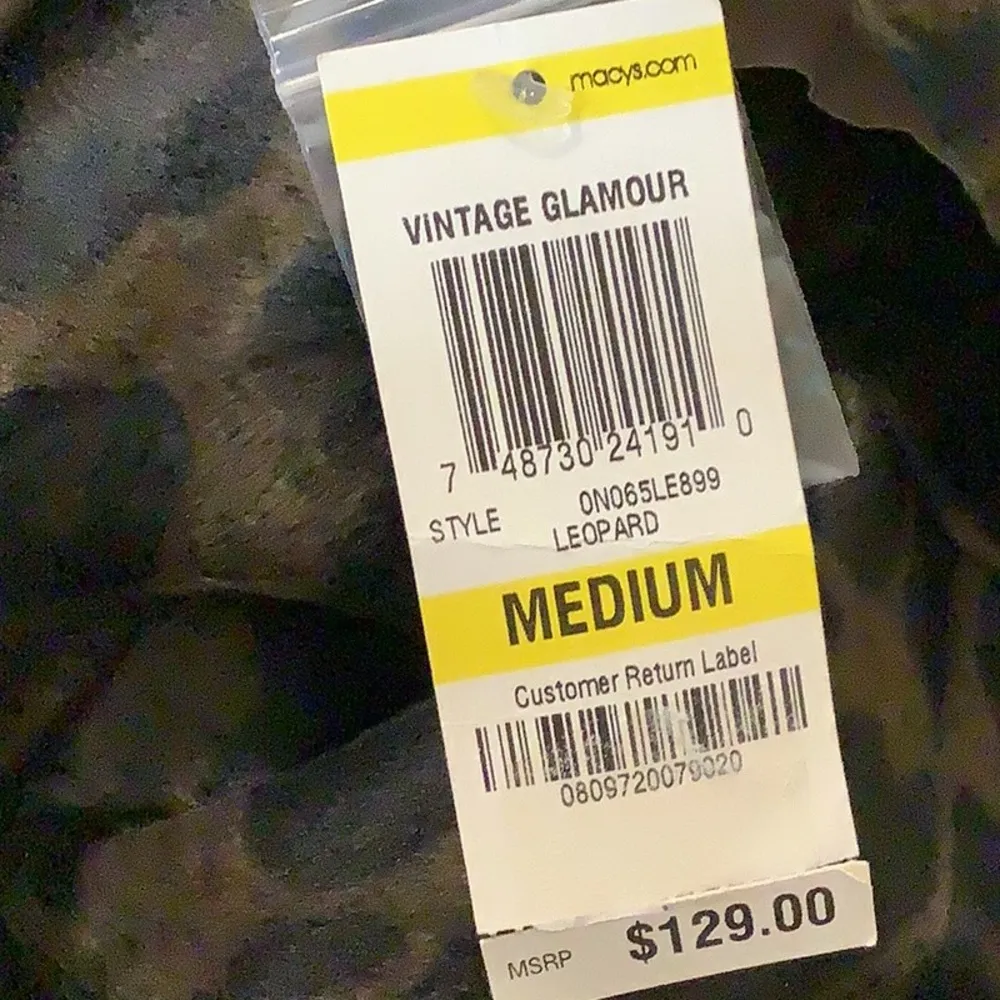 macys.com
ViNTAGE GLAMOUR
7 48730 24191 0
STYLE 0N065LE899
LEOPARD
MEDIUM
Customer Return Label
0809720079020
MSRP $129.00